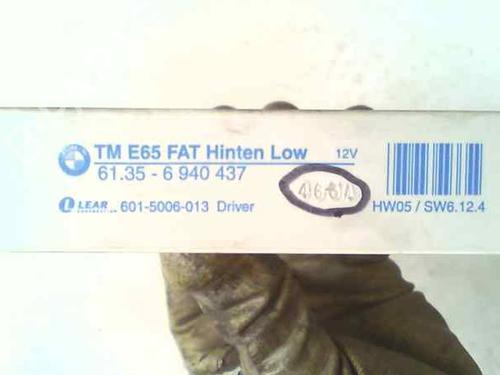 TM E65 FAT Hinten Low 12V
61.35 - 6 940 437
LEAR 601-5006-013 Driver
HW05 / SW6.12.4